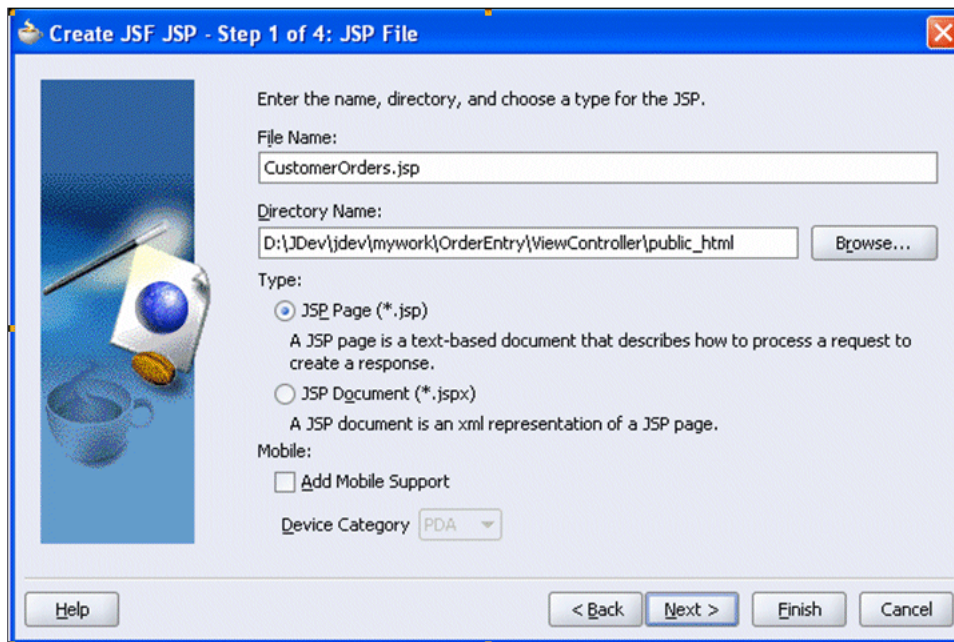 Create JSF JSP - Step 1 of 4: JSP File
Enter the name, directory, and choose a type for the JSP.
File Name:
CustomerOrders.jsp
Directory Name:
D:\JDev\jdev\mywork\OrderEntry\ViewController\public_html
Browse...
Type:
JSP Page (*.jsp)
A JSP page is a text-based document that describes how to process a request to
create a response.
JSP Document (*.jspx)
A JSP document is an xml representation of a JSP page.
Mobile:
Add Mobile Support
Device Category PDA
Help
< Back
Next >
Finish
Cancel